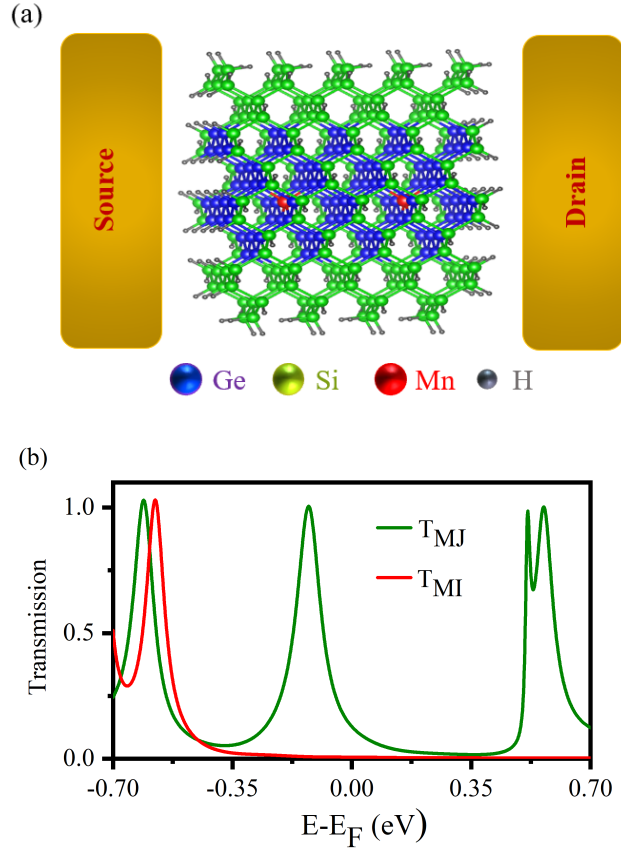 (a)
Source
Drain
Ge Si Mn H
(b)
Transmission
1.0
0.5
0.0
T_MJ
T_MI
-0.70 -0.35 0.00 0.35 0.70
E-E_F (eV)